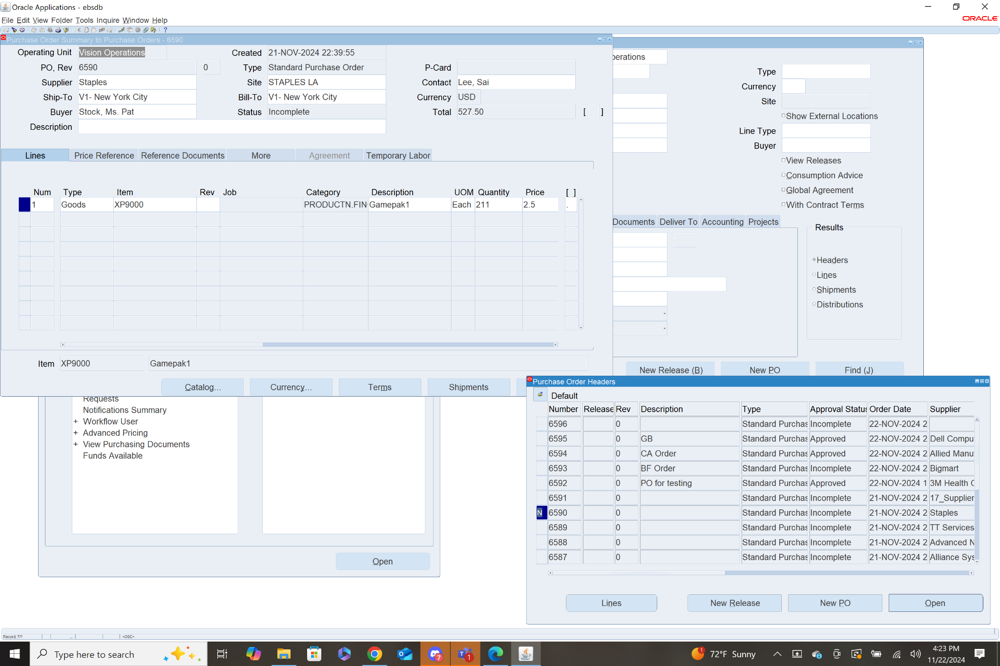 Oracle Applications - ebsdb
File Edit View Folder Tools Inquire Window Help
ORACLE
Purchase Order Summary to Purchase Orders - 6590
Operating Unit Vision Operations Created 21-NOV-2024 22:39:55
PO, Rev 6590 0 Type Standard Purchase Order P-Card
Supplier Staples Site STAPLES LA Contact Lee, Sai
Ship-To V1- New York City Bill-To V1- New York City Currency USD
Buyer Stock, Ms. Pat Status Incomplete Total 527.50 [ ]
Description
Lines Price Reference Reference Documents More Agreement Temporary Labor
Num Type Item Rev Job Category Description UOM Quantity Price [ ]
1 Goods XP9000 PRODUCTN.FIN Gamepak1 Each 211 2.5 .
Item XP9000 Gamepak1
Catalog... Currency... Terms Shipments
perations
Type
Currency
Site
Show External Locations
Line Type
Buyer
View Releases
Consumption Advice
Global Agreement
With Contract Terms
Documents Deliver To Accounting Projects
Results
Headers
Lines
Shipments
Distributions
New Release (B) New PO Find (J)
Requests
Notifications Summary
+ Workflow User
+ Advanced Pricing
+ View Purchasing Documents
Funds Available
Open
Purchase Order Headers
Default
Number Release Rev Description Type Approval Status Order Date Supplier
6596 0 Standard Purchas Incomplete 22-NOV-2024 2
6595 0 GB Standard Purchas Approved 22-NOV-2024 2 Dell Compu
6594 0 CA Order Standard Purchas Approved 22-NOV-2024 2 Allied Manu
6593 0 BF Order Standard Purchas Incomplete 22-NOV-2024 2 Bigmart
6592 0 PO for testing Standard Purchas Approved 22-NOV-2024 1 3M Health C
6591 0 Standard Purchas Incomplete 21-NOV-2024 2 17_Supplier
N 6590 0 Standard Purchas Incomplete 21-NOV-2024 2 Staples
6589 0 Standard Purchas Incomplete 21-NOV-2024 2 TT Services
6588 0 Standard Purchas Incomplete 21-NOV-2024 2 Advanced N
6587 0 Standard Purchas Incomplete 21-NOV-2024 2 Alliance Sys
Lines New Release New PO Open
Record: 7/? ... <OSC>
Type here to search
7
1
1
72°F Sunny
4:23 PM
11/22/2024